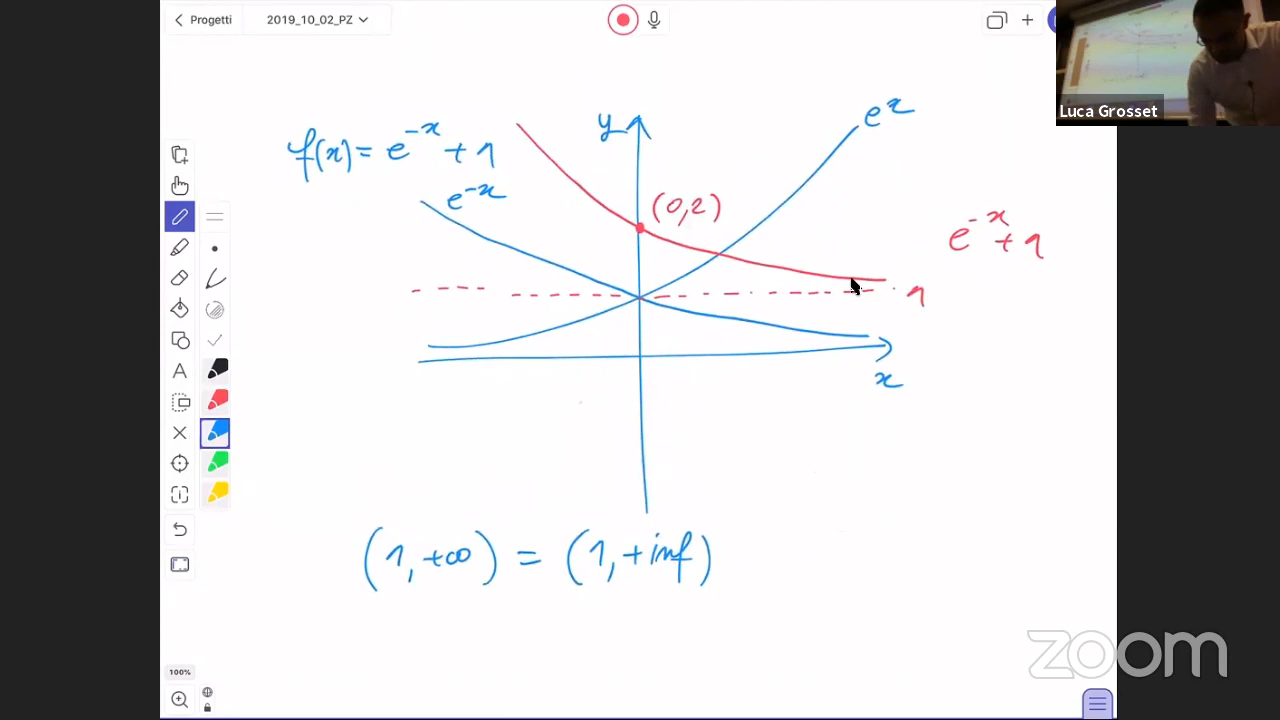 Progetti
2019_10_02_PZ
Luca Grosset
y
e^x
f(x) = e^-x + 1
e^-x
(0,2)
e^-x + 1
1
x
(1, +∞) = (1, +inf)
100%
zoom